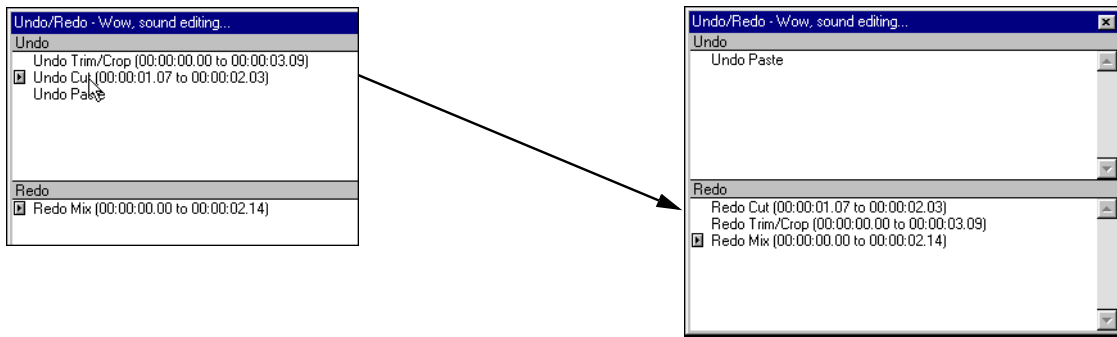 Undo/Redo - Wow, sound editing...
Undo
Undo Trim/Crop (00:00:00.00 to 00:00:03.09)
Undo Cut (00:00:01.07 to 00:00:02.03)
Undo Paste
Redo
Redo Mix (00:00:00.00 to 00:00:02.14)
Undo/Redo - Wow, sound editing...
Undo
Undo Paste
Redo
Redo Cut (00:00:01.07 to 00:00:02.03)
Redo Trim/Crop (00:00:00.00 to 00:00:03.09)
Redo Mix (00:00:00.00 to 00:00:02.14)